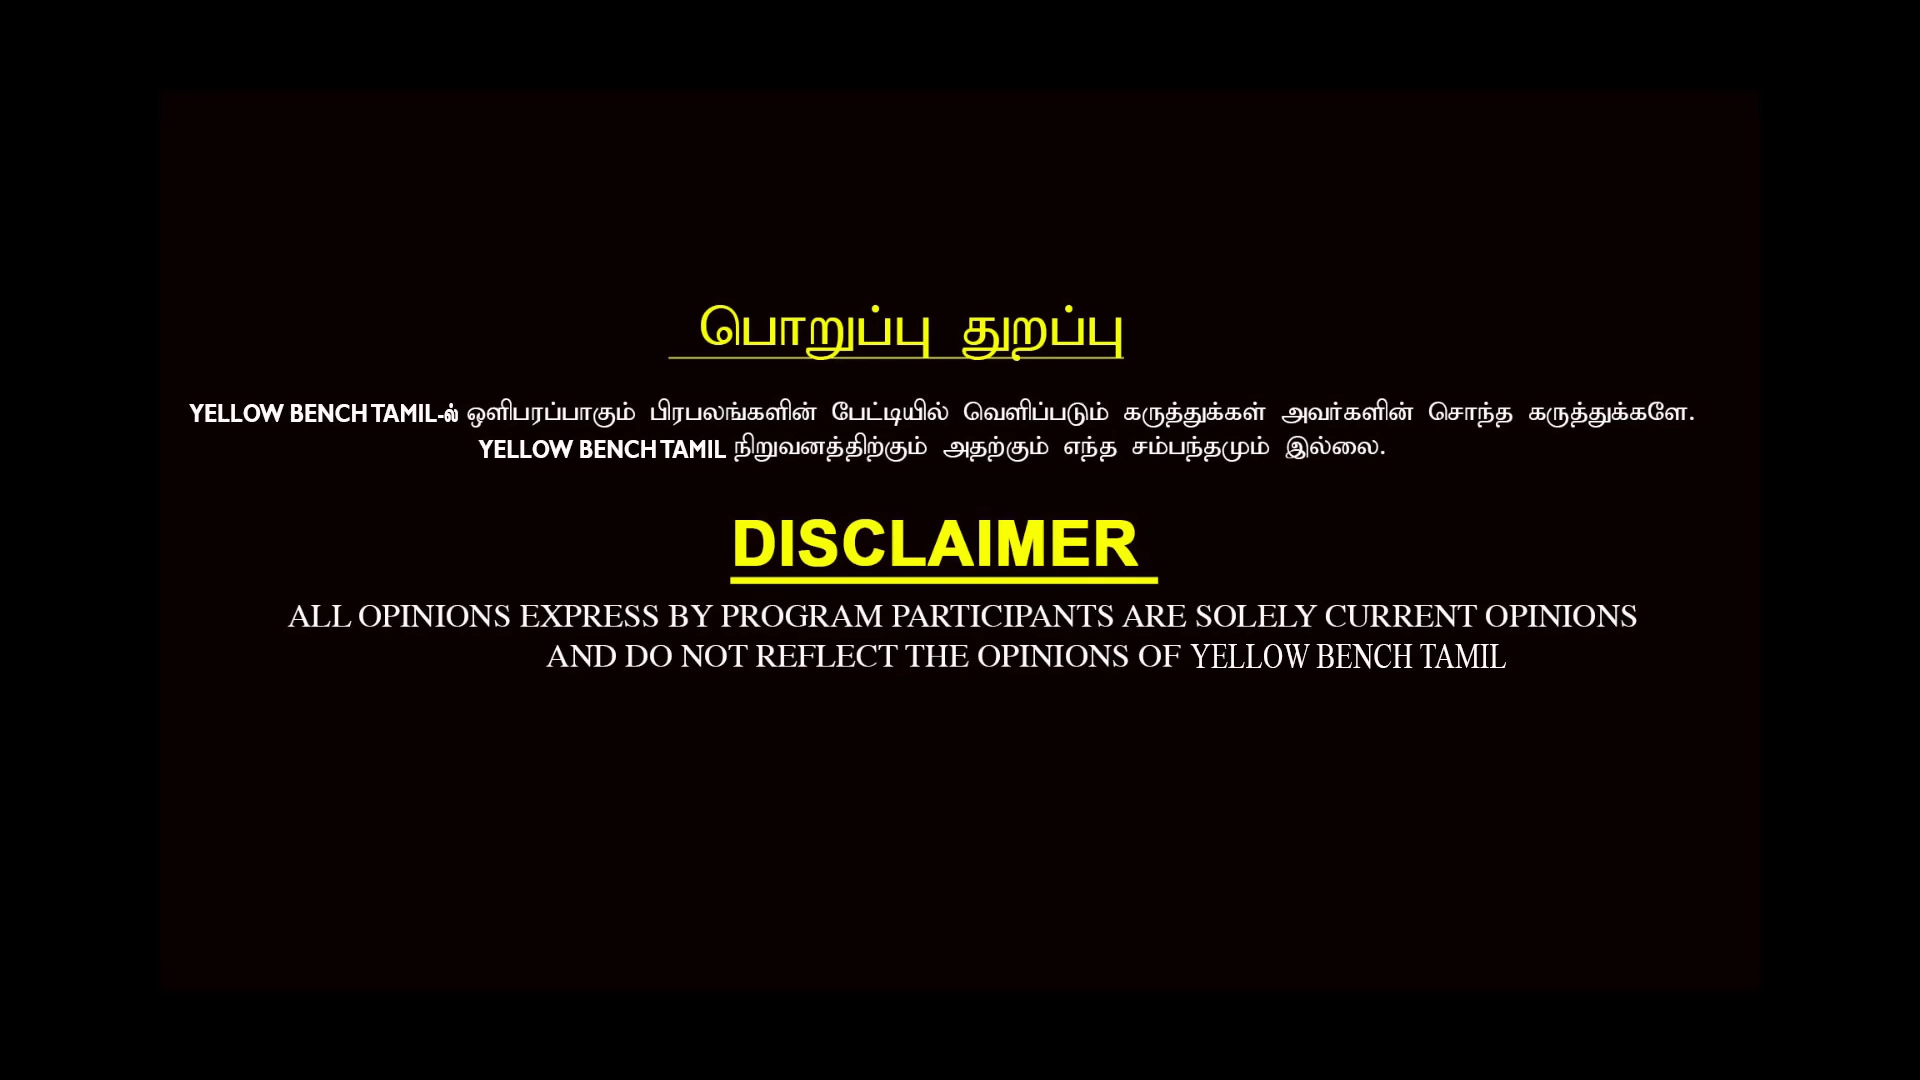 பொறுப்பு துறப்பு
YELLOW BENCH TAMIL-ல் ஒளிபரப்பாகும் பிரபலங்களின் பேட்டியில் வெளிப்படும் கருத்துக்கள் அவர்களின் சொந்த கருத்துக்களே.
YELLOW BENCH TAMIL நிறுவனத்திற்கும் அதற்கும் எந்த சம்பந்தமும் இல்லை.
DISCLAIMER
ALL OPINIONS EXPRESS BY PROGRAM PARTICIPANTS ARE SOLELY CURRENT OPINIONS
AND DO NOT REFLECT THE OPINIONS OF YELLOW BENCH TAMIL